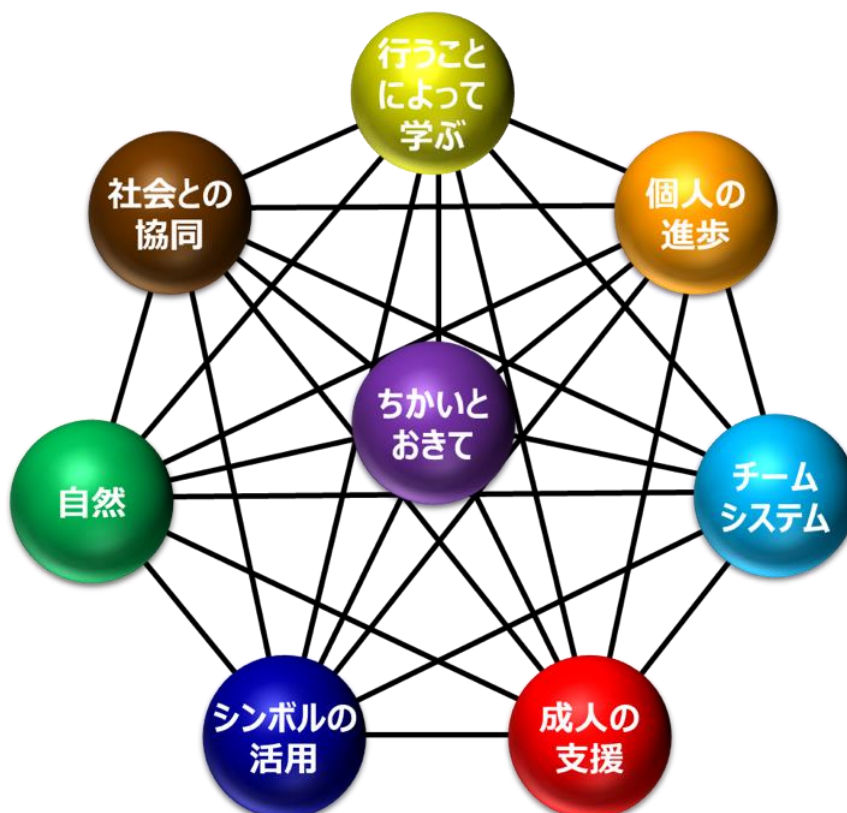 行うこと
によって
学ぶ
社会との
協同
個人の
進歩
ちかいと
おきて
自然
チーム
システム
シンボルの
活用
成人の
支援